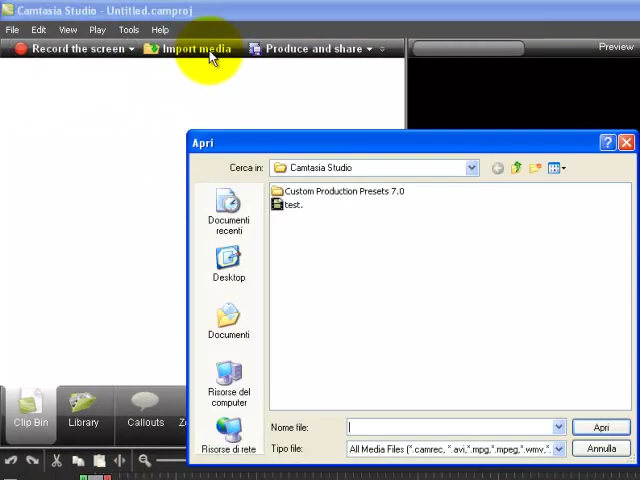 Camtasia Studio - Untitled.camproj
File Edit View Play Tools Help
Record the screen Import media Produce and share Preview
Apri
Cerca in: Camtasia Studio
Custom Production Presets 7.0
test.
Documenti recenti
Desktop
Documenti
Risorse del computer
Risorse di rete
Nome file: Apri
Tipo file: All Media Files (*.camrec, *.avi,*.mpg,*.mpeg,*.wmv,*. Annulla
Clip Bin Library Callouts